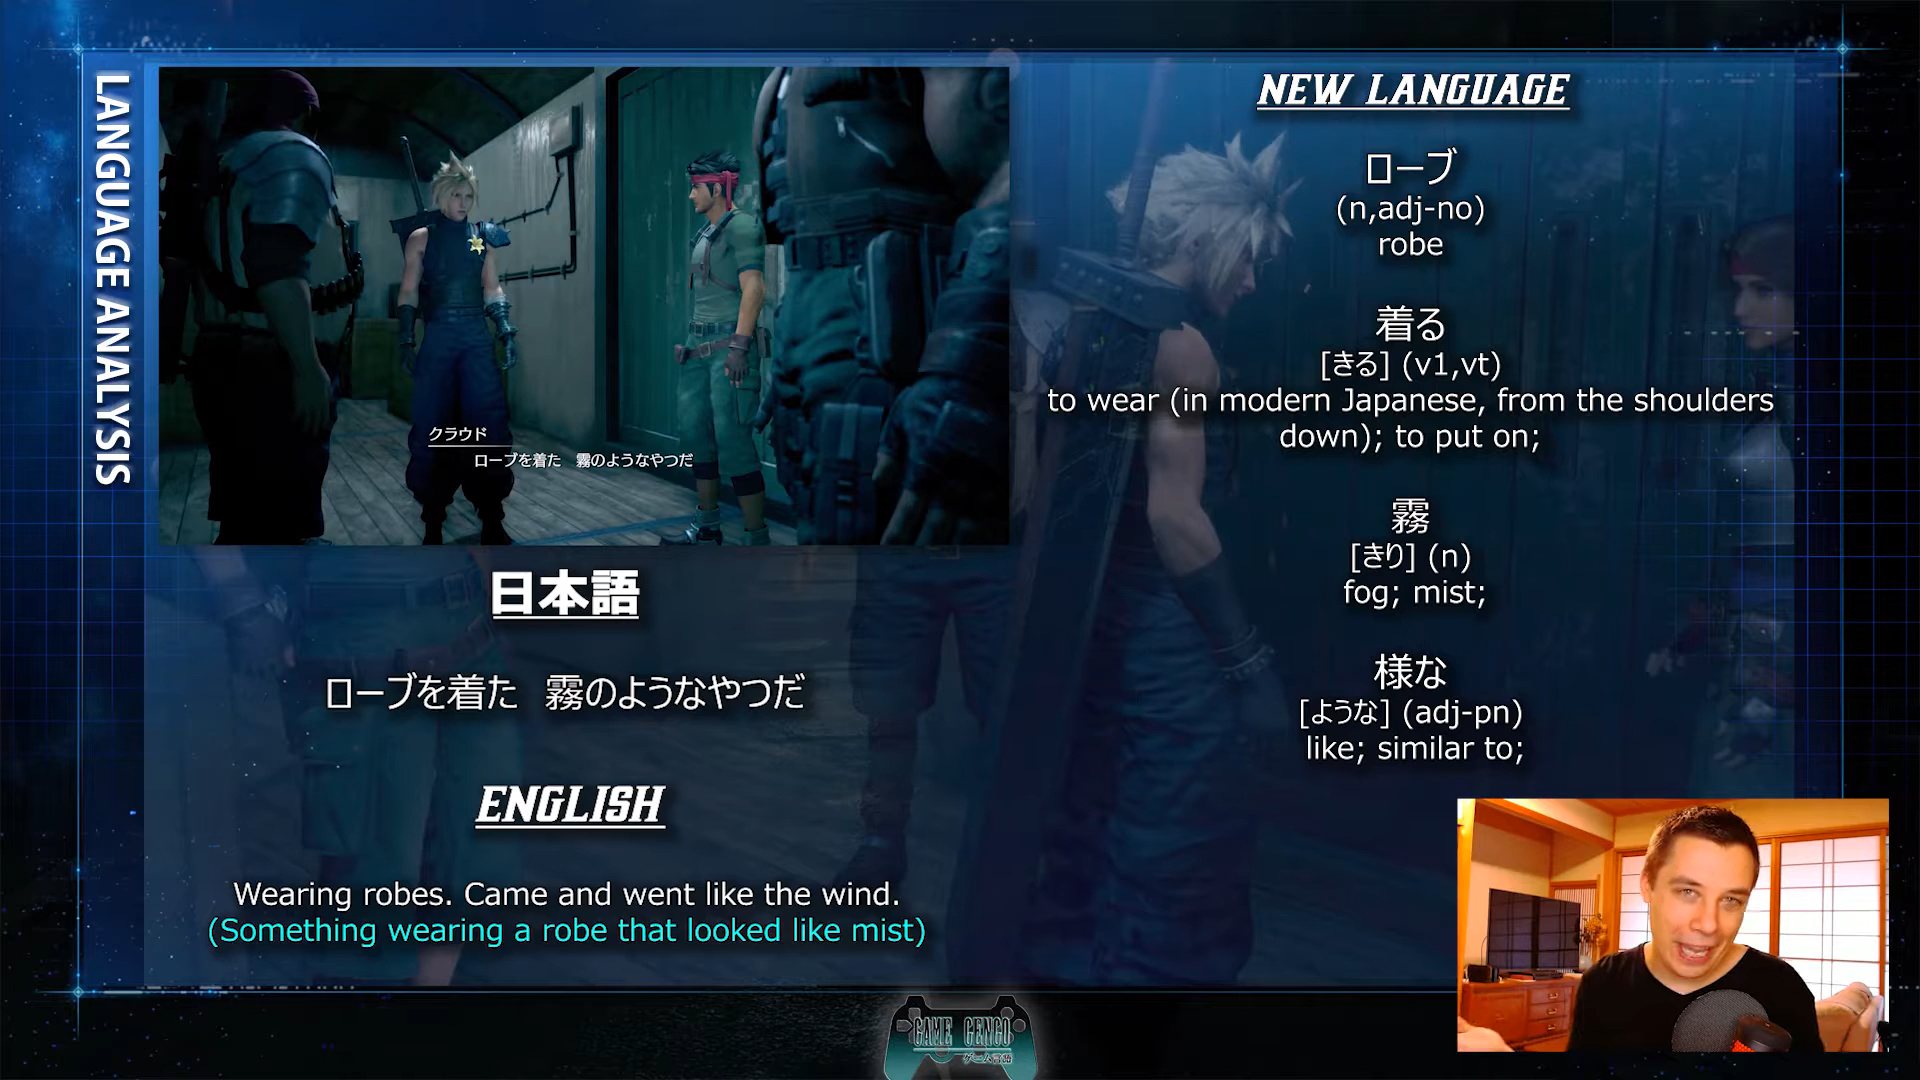 LANGUAGE ANALYSIS
クラウド
ローブを着た　霧のようなやつだ
日本語
ローブを着た　霧のようなやつだ
ENGLISH
Wearing robes. Came and went like the wind.
(Something wearing a robe that looked like mist)
NEW LANGUAGE
ローブ
(n,adj-no)
robe
着る
[きる] (v1,vt)
to wear (in modern Japanese, from the shoulders
down); to put on;
霧
[きり] (n)
fog; mist;
様な
[ような] (adj-pn)
like; similar to;
GAME GENGO
ゲーム言語